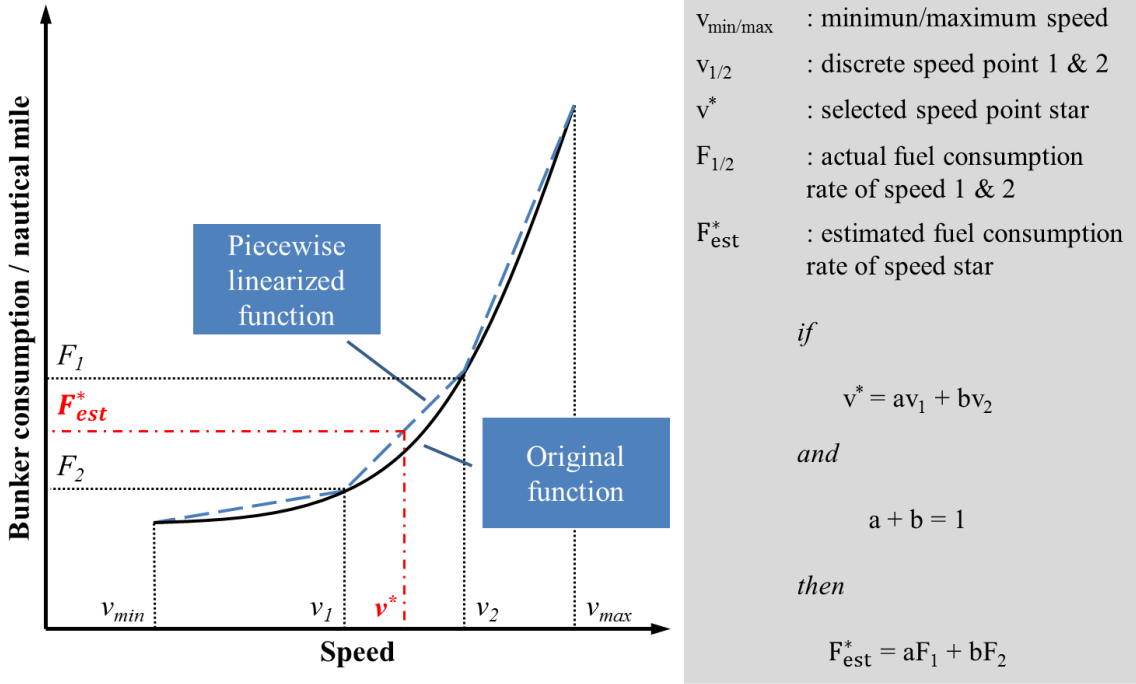 Bunker consumption / nautical mile
Piecewise
linearized
function
F1
F*est
F2
Original
function
vmin
v1
v*
v2
vmax
Speed
vmin/max : minimun/maximum speed
v1/2 : discrete speed point 1 & 2
v* : selected speed point star
F1/2 : actual fuel consumption
rate of speed 1 & 2
F*est : estimated fuel consumption
rate of speed star
if
v* = av1 + bv2
and
a + b = 1
then
F*est = aF1 + bF2